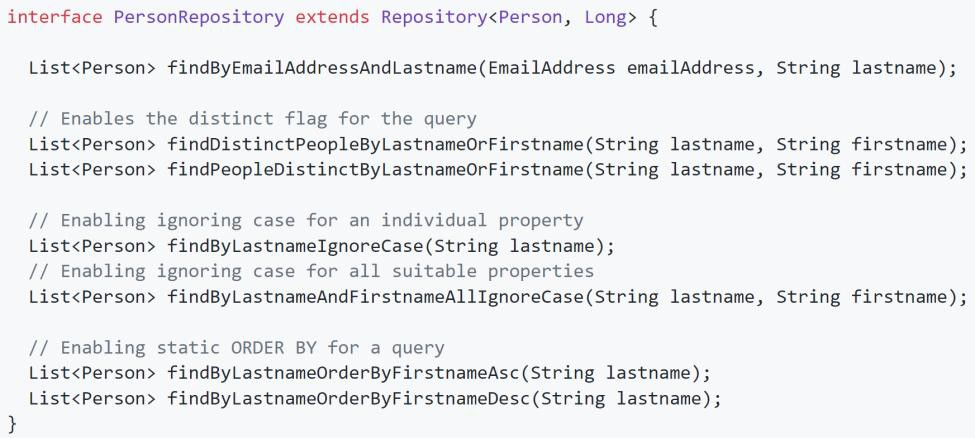 interface PersonRepository extends Repository<Person, Long> {
List<Person> findByEmailAddressAndLastname(EmailAddress emailAddress, String lastname);
// Enables the distinct flag for the query
List<Person> findDistinctPeopleByLastnameOrFirstname(String lastname, String firstname);
List<Person> findPeopleDistinctByLastnameOrFirstname(String lastname, String firstname);
// Enabling ignoring case for an individual property
List<Person> findByLastnameIgnoreCase(String lastname);
// Enabling ignoring case for all suitable properties
List<Person> findByLastnameAndFirstnameAllIgnoreCase(String lastname, String firstname);
// Enabling static ORDER BY for a query
List<Person> findByLastnameOrderByFirstnameAsc(String lastname);
List<Person> findByLastnameOrderByFirstnameDesc(String lastname);
}